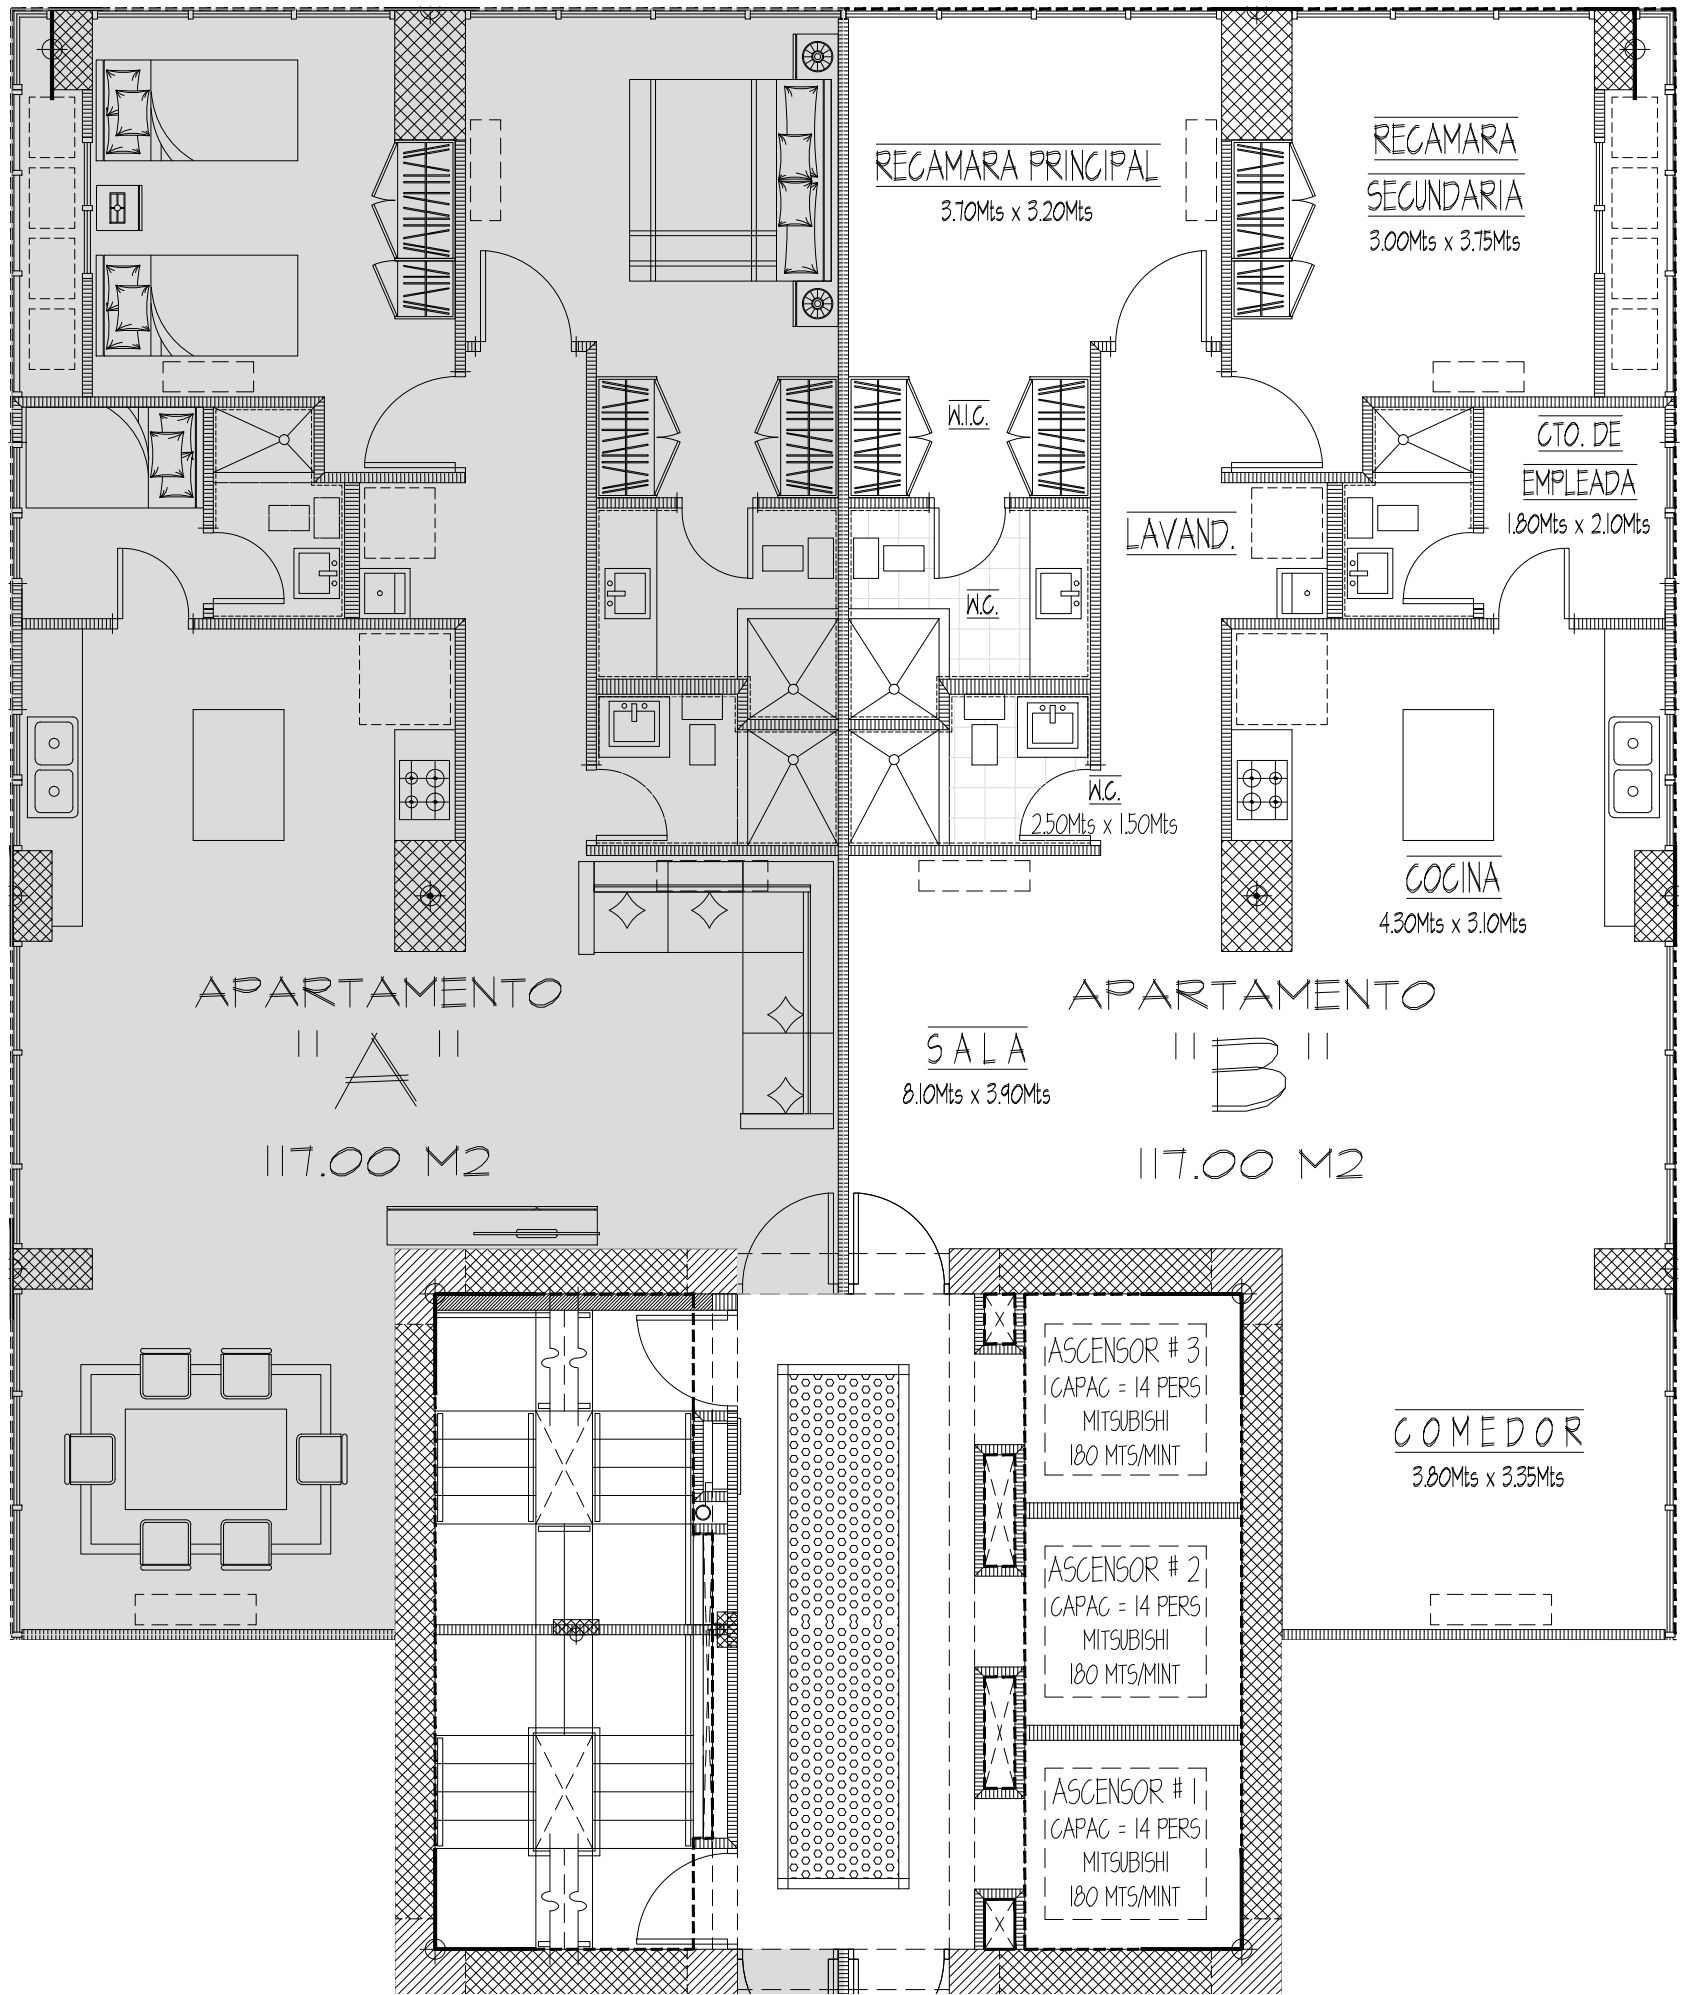 RECAMARA PRINCIPAL
3.70Mts x 3.20Mts
RECAMARA
SECUNDARIA
3.00Mts x 3.75Mts
W.I.C.
CTO. DE
EMPLEADA
1.80Mts x 2.10Mts
LAVAND.
W.C.
W.C.
2.50Mts x 1.50Mts
COCINA
4.30Mts x 3.10Mts
APARTAMENTO
"A"
117.00 M2
APARTAMENTO
"B"
117.00 M2
SALA
8.10Mts x 3.90Mts
COMEDOR
3.80Mts x 3.35Mts
ASCENSOR # 3
CAPAC = 14 PERS
MITSUBISHI
180 MTS/MINT
ASCENSOR # 2
CAPAC = 14 PERS
MITSUBISHI
180 MTS/MINT
ASCENSOR # 1
CAPAC = 14 PERS
MITSUBISHI
180 MTS/MINT